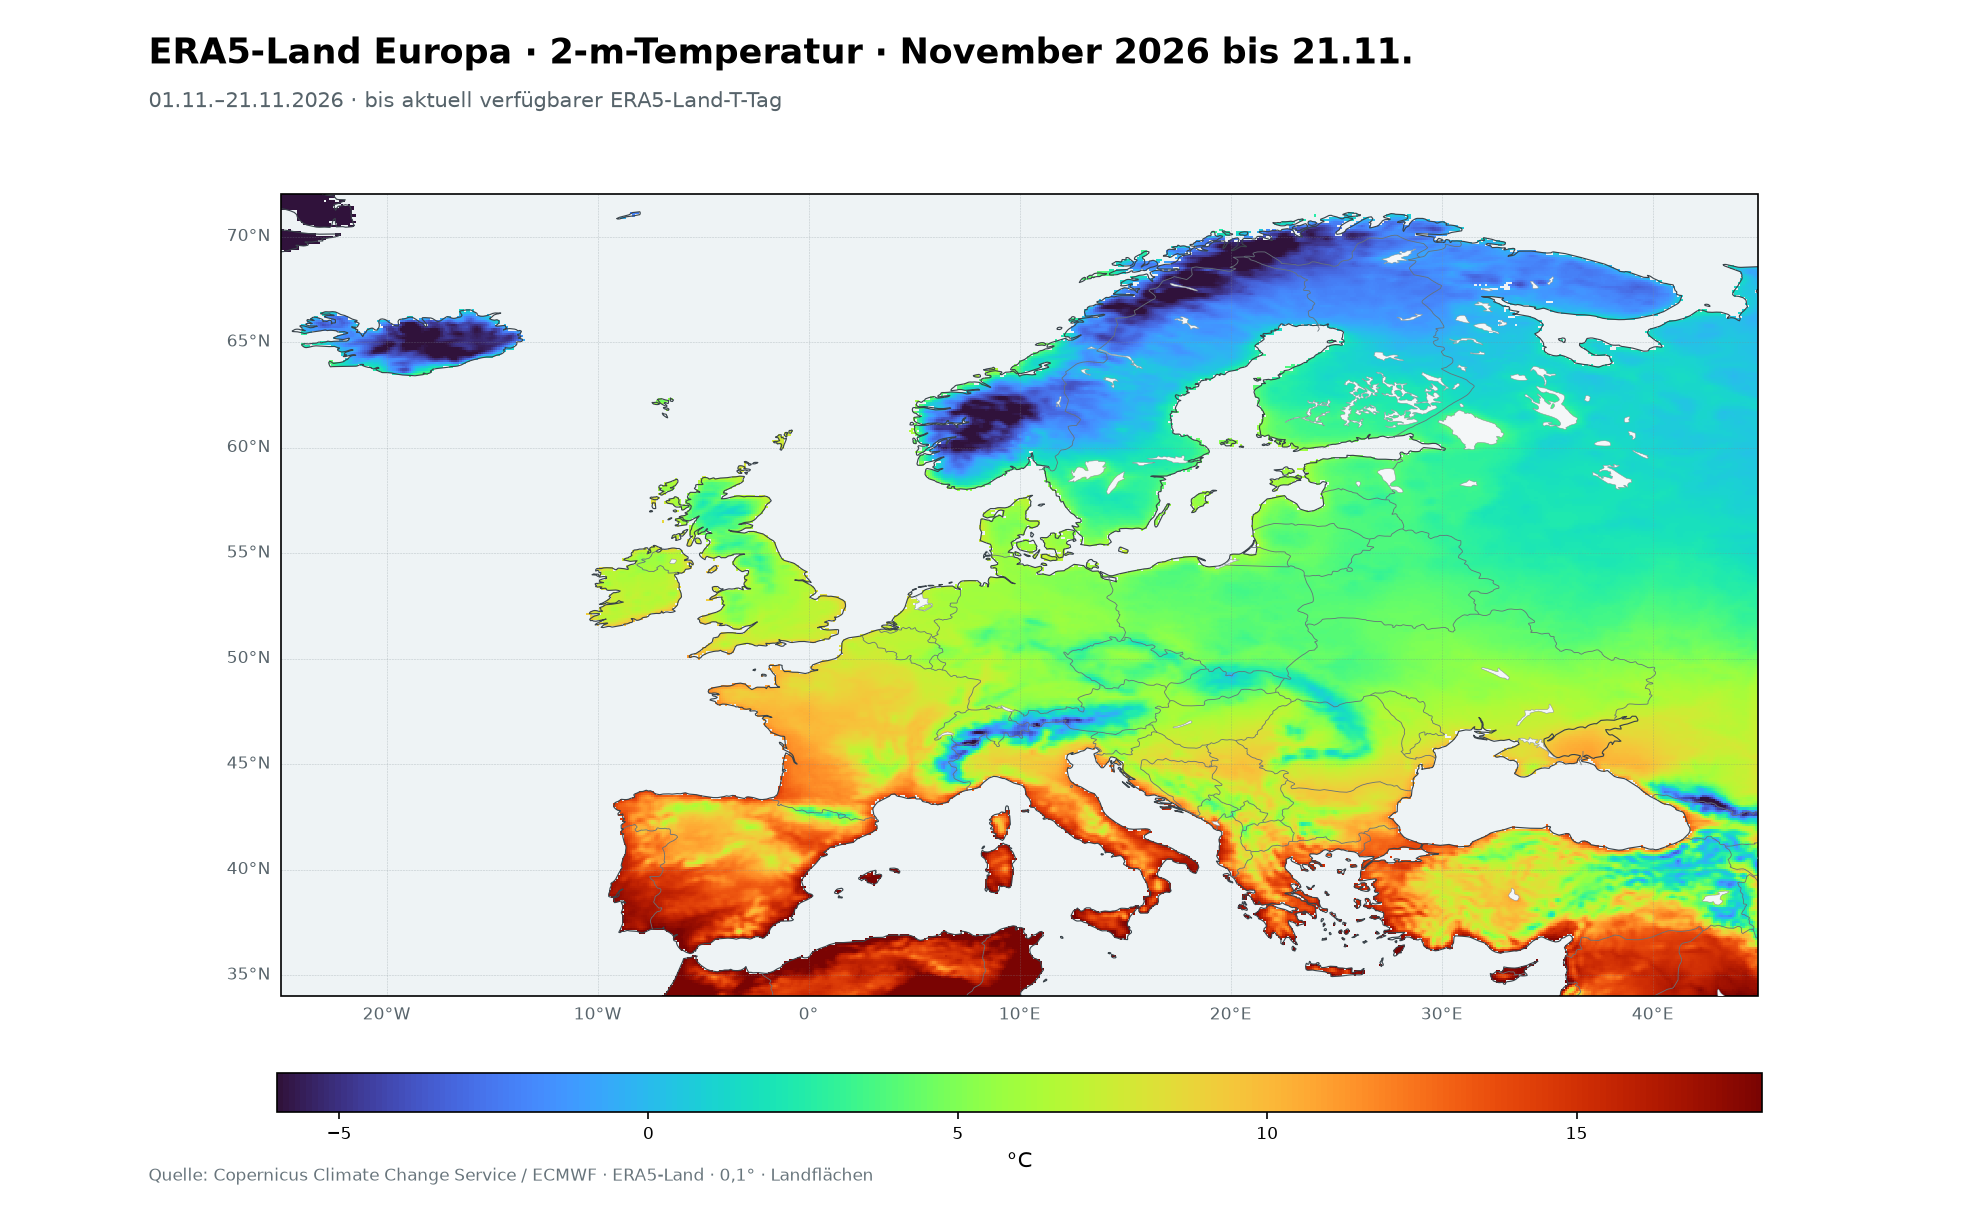 ERA5-Land Europa · 2-m-Temperatur · November 2026 bis 21.11.
01.11.–21.11.2026 · bis aktuell verfügbarer ERA5-Land-T-Tag
70°N
65°N
60°N
55°N
50°N
45°N
40°N
35°N
20°W 10°W 0° 10°E 20°E 30°E 40°E
−5 0 5 10 15
°C
Quelle: Copernicus Climate Change Service / ECMWF · ERA5-Land · 0,1° · Landflächen